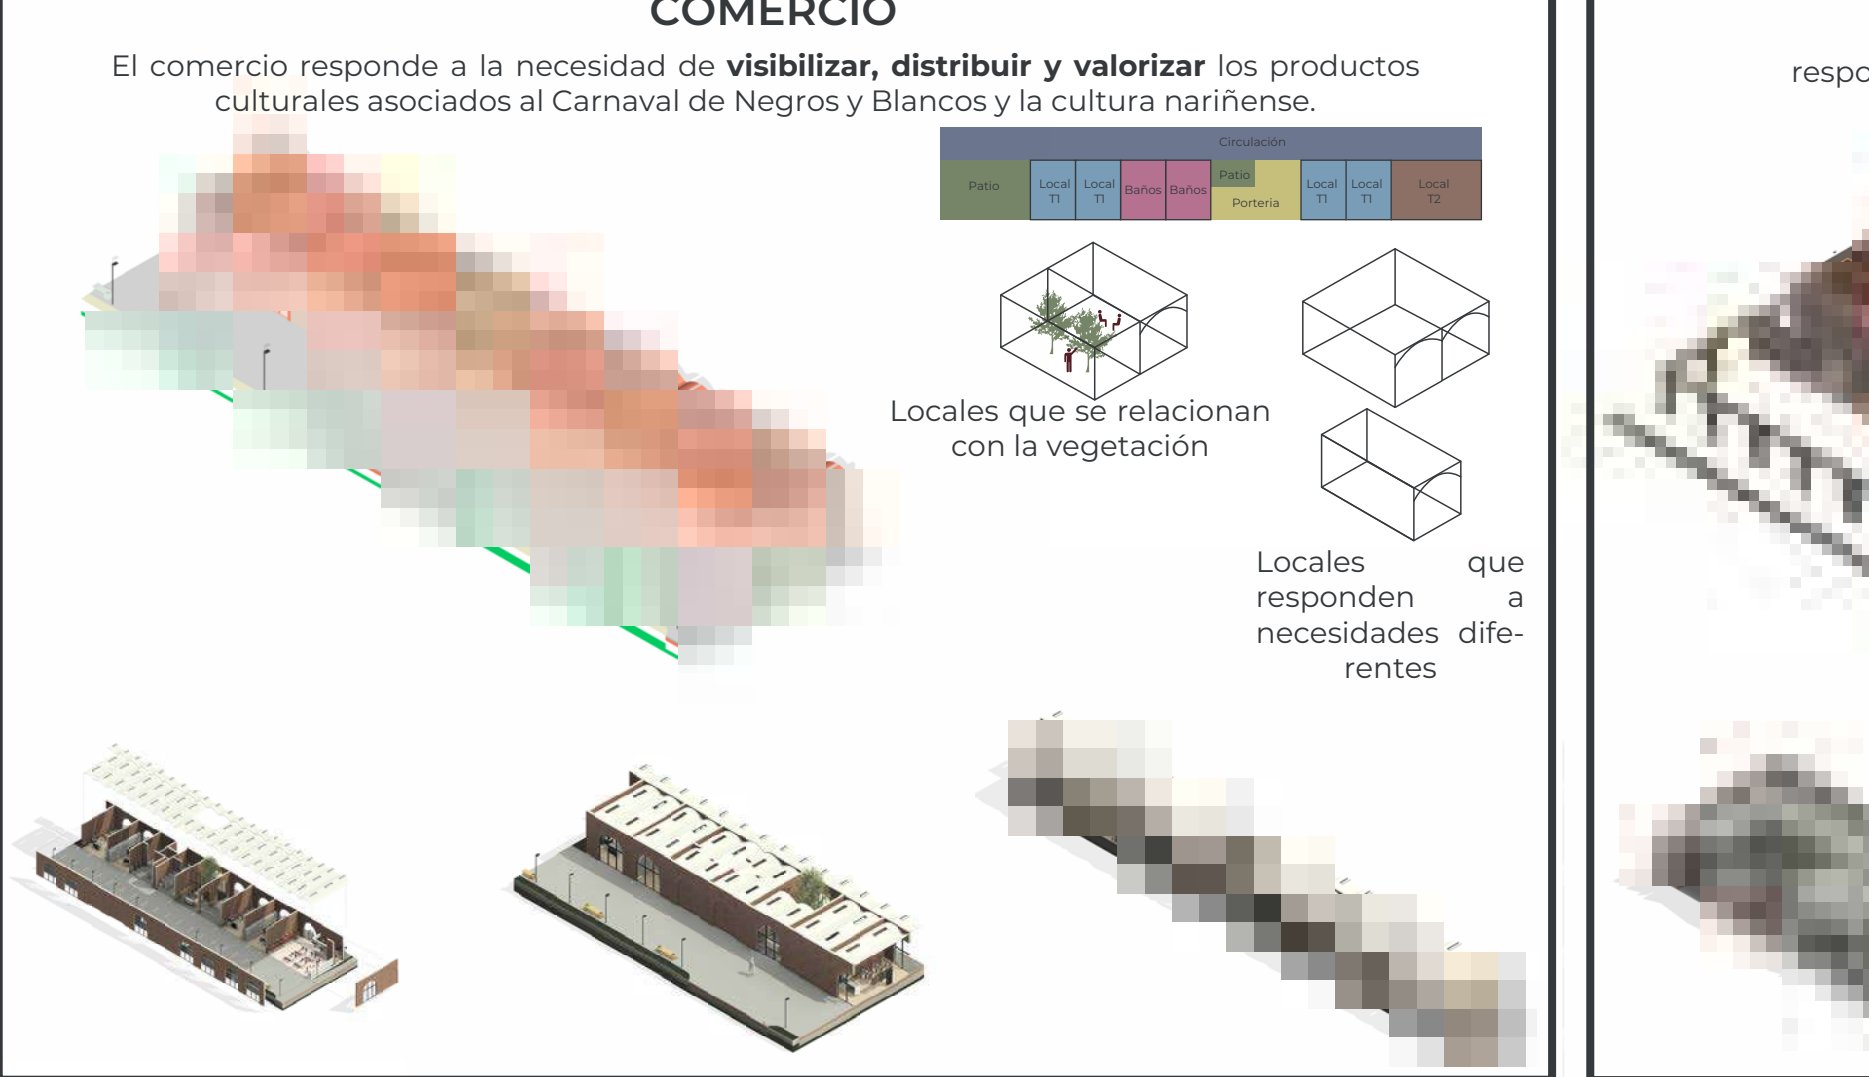 COMERCIO
El comercio responde a la necesidad de visibilizar, distribuir y valorizar los productos
culturales asociados al Carnaval de Negros y Blancos y la cultura nariñense.
Circulación
Patio
Local
T1
Local
T1
Baños
Baños
Patio
Porteria
Local
T1
Local
T1
Local
T2
Locales que se relacionan
con la vegetación
Locales que
responden a
necesidades dife-
rentes
respo